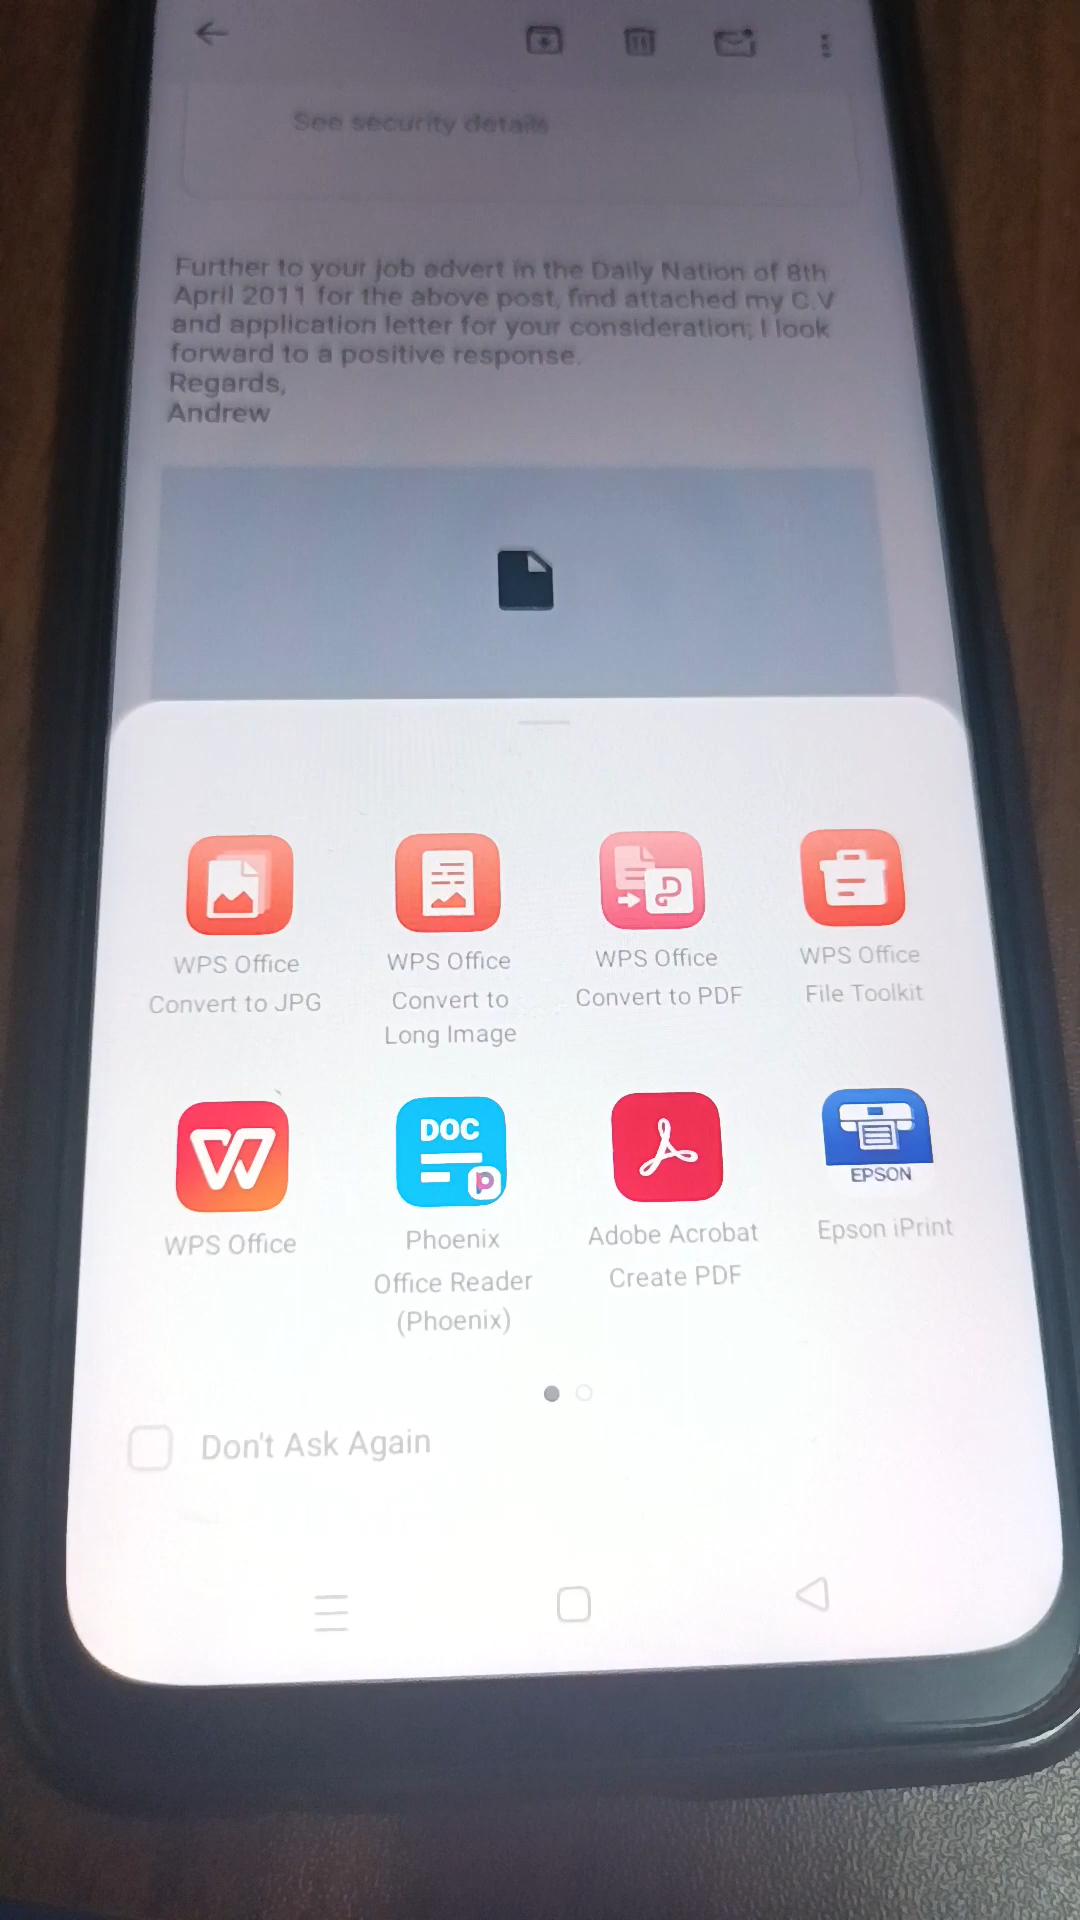 See security details
Further to your job advert in the Daily Nation of 8th
April 2011 for the above post, find attached my C.V
and application letter for your consideration; I look
forward to a positive response.
Regards,
Andrew
WPS Office
Convert to JPG
WPS Office
Convert to
Long Image
WPS Office
Convert to PDF
WPS Office
File Toolkit
WPS Office
DOC
Phoenix
Office Reader
(Phoenix)
Adobe Acrobat
Create PDF
EPSON
Epson iPrint
Don't Ask Again